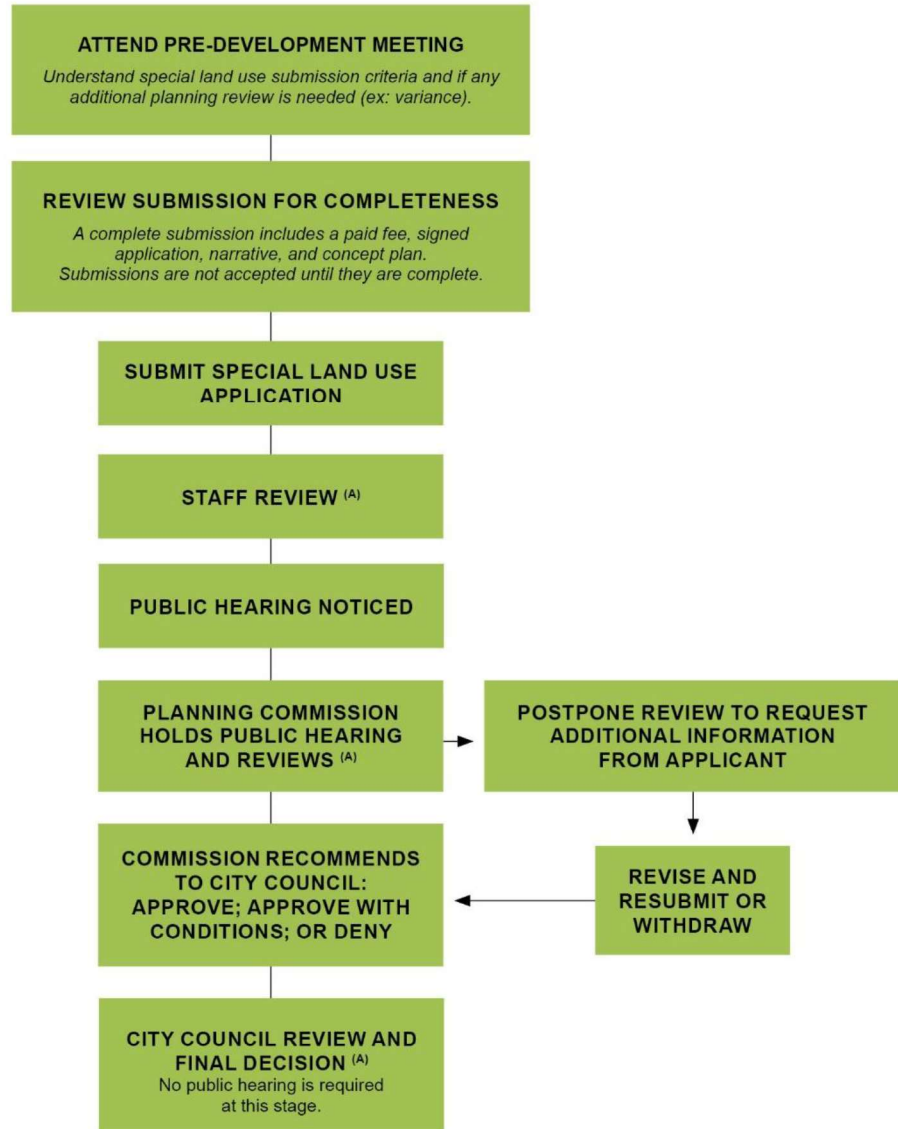 ATTEND PRE-DEVELOPMENT MEETING
Understand special land use submission criteria and if any
additional planning review is needed (ex: variance).
REVIEW SUBMISSION FOR COMPLETENESS
A complete submission includes a paid fee, signed
application, narrative, and concept plan.
Submissions are not accepted until they are complete.
SUBMIT SPECIAL LAND USE
APPLICATION
STAFF REVIEW (A)
PUBLIC HEARING NOTICED
PLANNING COMMISSION
HOLDS PUBLIC HEARING
AND REVIEWS (A)
POSTPONE REVIEW TO REQUEST
ADDITIONAL INFORMATION
FROM APPLICANT
COMMISSION RECOMMENDS
TO CITY COUNCIL:
APPROVE; APPROVE WITH
CONDITIONS; OR DENY
REVISE AND
RESUBMIT OR
WITHDRAW
CITY COUNCIL REVIEW AND
FINAL DECISION (A)
No public hearing is required
at this stage.